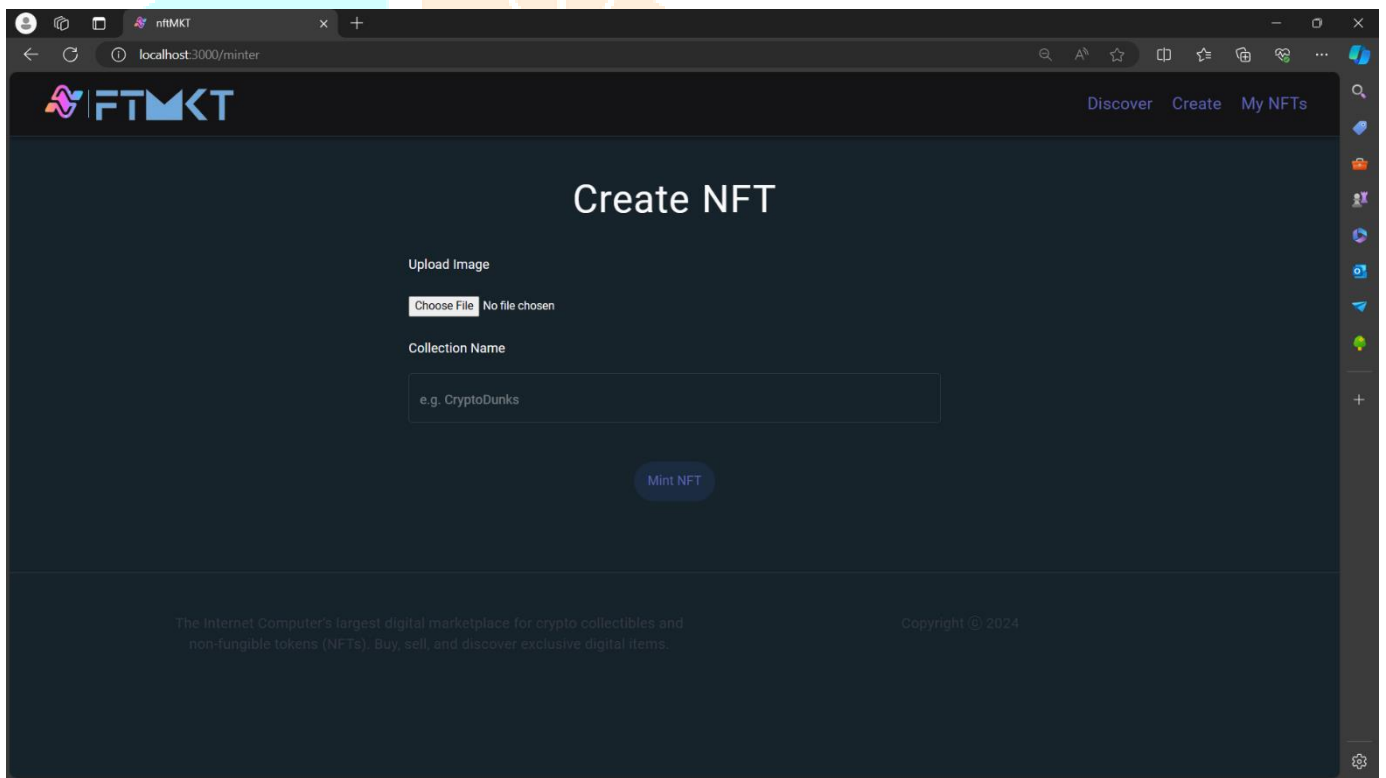 nftMKT
localhost:3000/minter
FTMKT
Discover Create My NFTs
Create NFT
Upload Image
Choose File No file chosen
Collection Name
e.g. CryptoDunks
Mint NFT
The Internet Computer's largest digital marketplace for crypto collectibles and
non-fungible tokens (NFTs). Buy, sell, and discover exclusive digital items.
Copyright ⓒ 2024